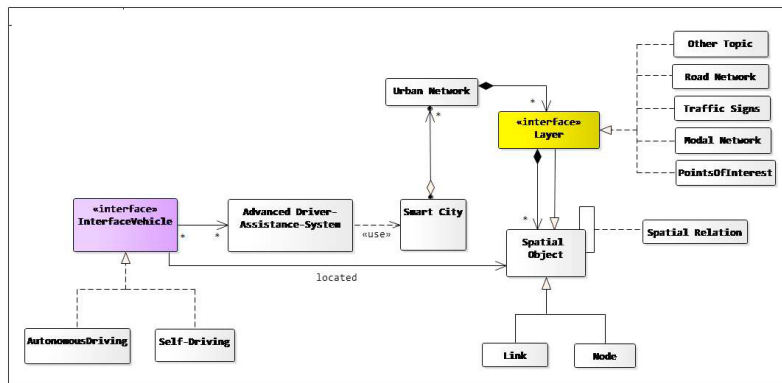 Other Topic
Road Network
Urban Network
*
*
*
«interface»
Layer
Traffic Signs
Modal Network
PointsOfInterest
«interface»
InterfaceVehicle
*
*
Advanced Driver-
Assistance-System
«use»
Smart City
*
Spatial
Object
Spatial Relation
located
AutonomousDriving
Self-Driving
Link
Node